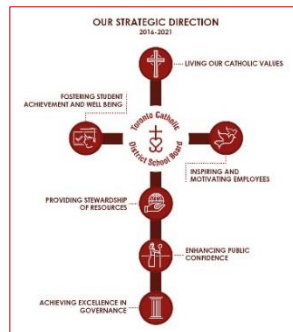 OUR STRATEGIC DIRECTION
2016-2021
LIVING OUR CATHOLIC VALUES
FOSTERING STUDENT
ACHIEVEMENT AND WELL BEING
Toronto Catholic
District School Board
INSPIRING AND
MOTIVATING EMPLOYEES
PROVIDING STEWARDSHIP
OF RESOURCES
ENHANCING PUBLIC
CONFIDENCE
ACHIEVING EXCELLENCE IN
GOVERNANCE